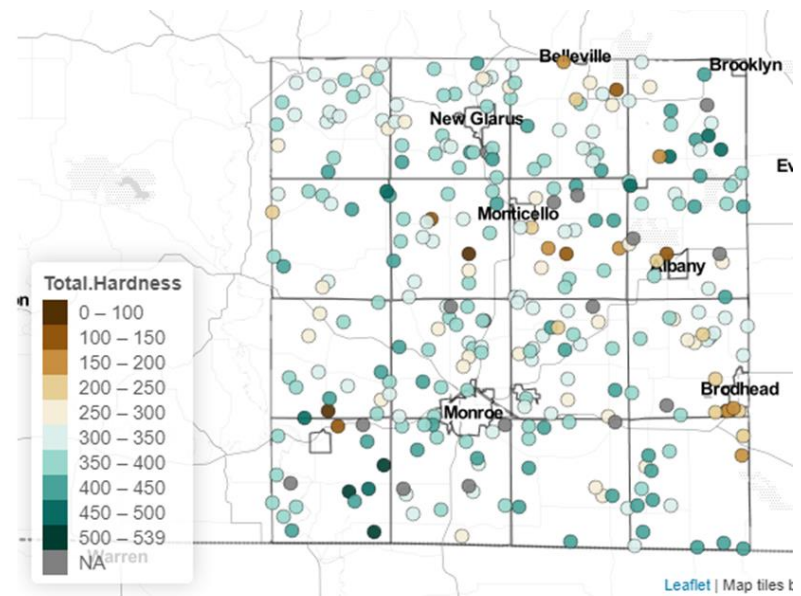 Belleville
Brooklyn
New Glarus
Ev
Monticello
Albany
on
Total.Hardness
0 – 100
100 – 150
150 – 200
200 – 250
250 – 300
300 – 350
350 – 400
400 – 450
450 – 500
500 – 539
NA
Brodhead
Monroe
Warren
Leaflet | Map tiles b